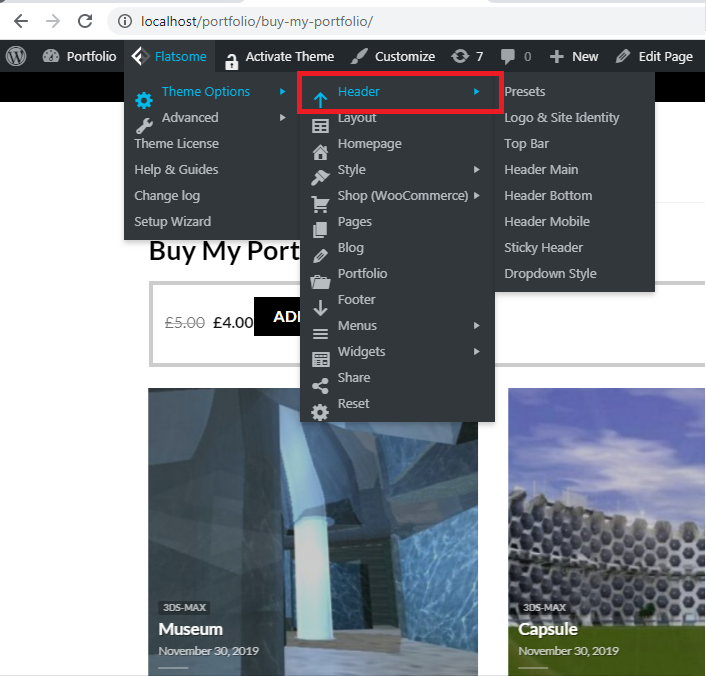 localhost/portfolio/buy-my-portfolio/
Portfolio Flatsome Activate Theme Customize 7 0 New Edit Page
Theme Options
Advanced
Theme License
Help & Guides
Change log
Setup Wizard
Header
Layout
Homepage
Style
Shop (WooCommerce)
Pages
Blog
Portfolio
Footer
Menus
Widgets
Share
Reset
Presets
Logo & Site Identity
Top Bar
Header Main
Header Bottom
Header Mobile
Sticky Header
Dropdown Style
Buy My Port
£5.00 £4.00 ADD
3DS-MAX
Museum
November 30, 2019
3DS-MAX
Capsule
November 30, 2019